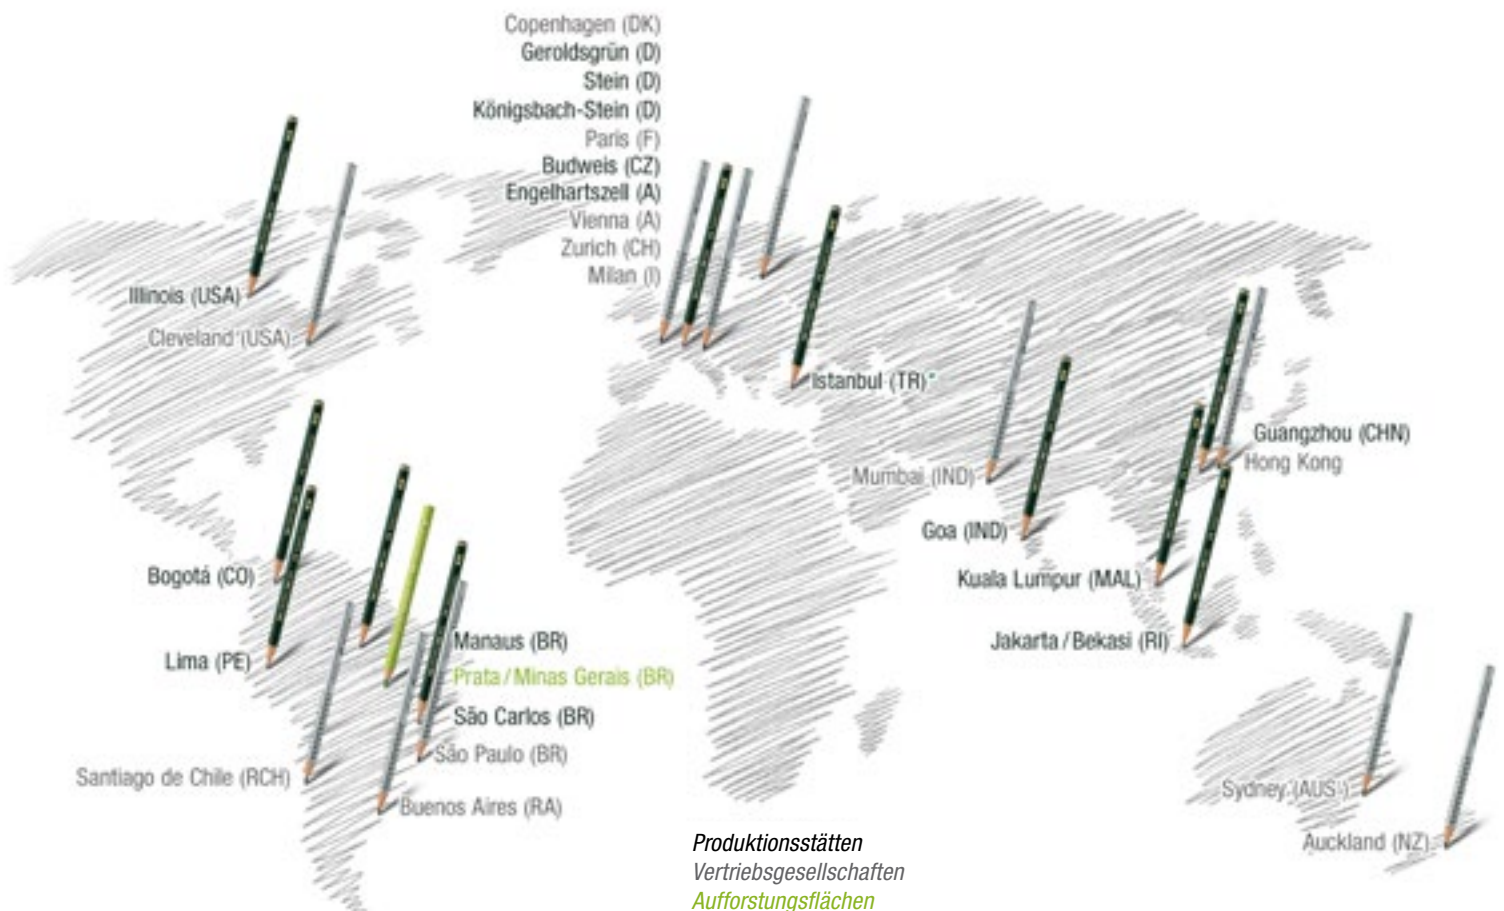 Copenhagen (DK)
Geroldsgrün (D)
Stein (D)
Königsbach-Stein (D)
Paris (F)
Budweis (CZ)
Engelhartszell (A)
Vienna (A)
Zurich (CH)
Milan (I)
Illinois (USA)
Cleveland (USA)
Istanbul (TR)*
Guangzhou (CHN)
Hong Kong
Mumbai (IND)
Goa (IND)
Kuala Lumpur (MAL)
Jakarta / Bekasi (RI)
Bogotá (CO)
Lima (PE)
Manaus (BR)
Prata / Minas Gerais (BR)
São Carlos (BR)
São Paulo (BR)
Santiago de Chile (RCH)
Buenos Aires (RA)
Sydney (AUS)
Auckland (NZ)
Produktionsstätten
Vertriebsgesellschaften
Aufforstungsflächen